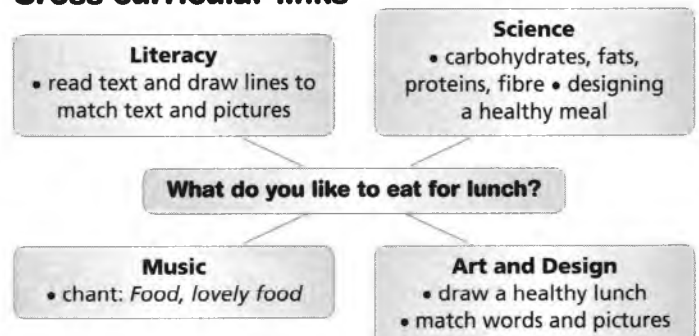 Cross-curricular links
Literacy
• read text and draw lines to
match text and pictures
Science
• carbohydrates, fats,
proteins, fibre • designing
a healthy meal
What do you like to eat for lunch?
Music
• chant: Food, lovely food
Art and Design
• draw a healthy lunch
• match words and pictures